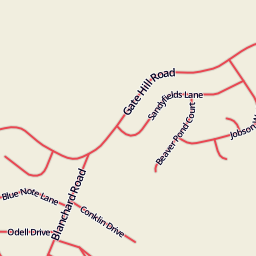 Gate Hill Road
Sandyfields Lane
Beaver Pond Court
Jobson
Blue Note Lane
Blanchard Road
Conklin Drive
Odell Drive